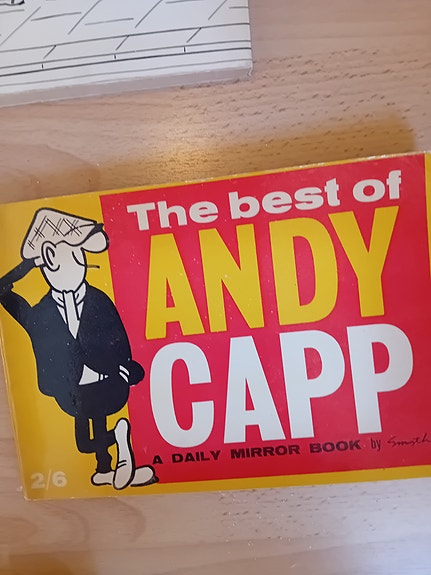 The best of
ANDY
CAPP
A DAILY MIRROR BOOK by Smythe
2/6